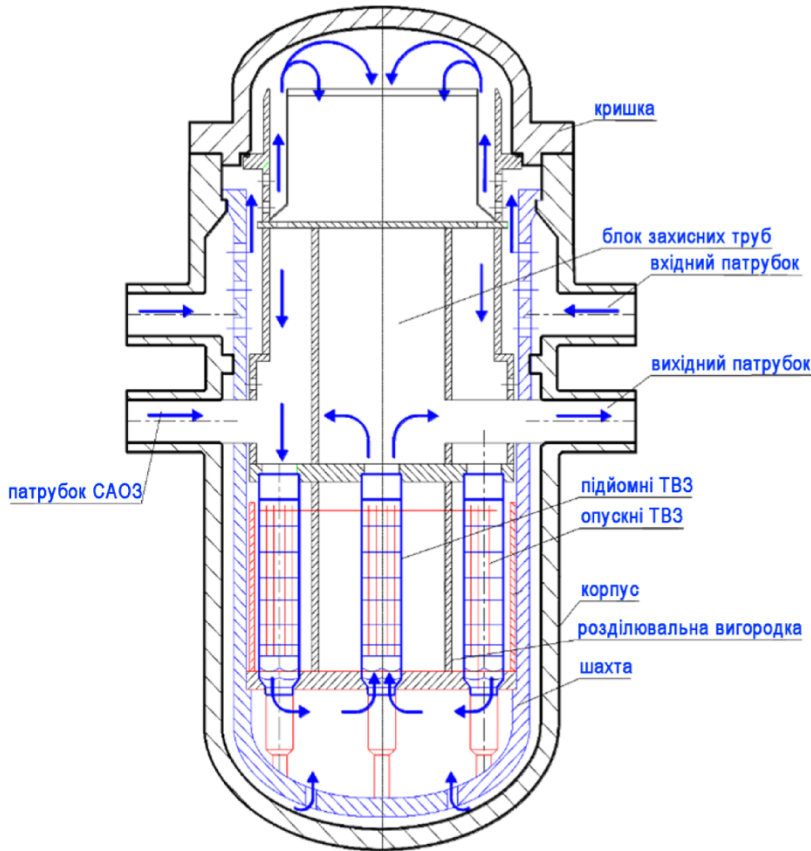 кришка
блок захисних труб
вхідний патрубок
вихідний патрубок
патрубок САОЗ
підйомні ТВЗ
опускні ТВЗ
корпус
розділювальна вигородка
шахта